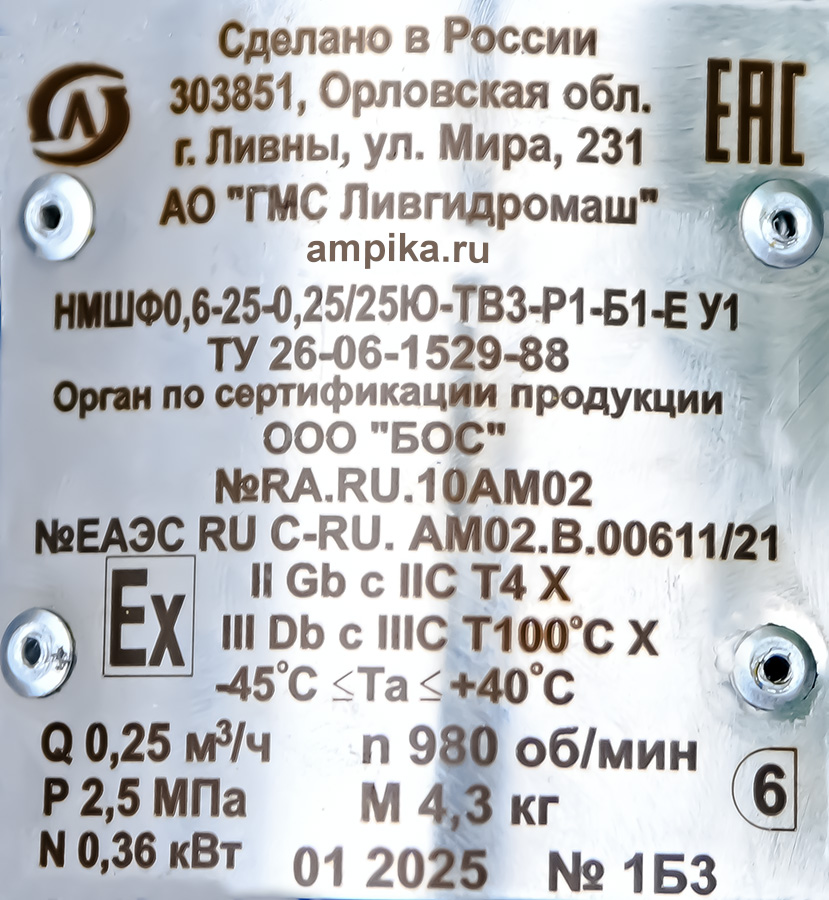 Сделано в России
303851, Орловская обл.
г. Ливны, ул. Мира, 231
ЕАС
АО "ГМС Ливгидромаш"
ampika.ru
НМШФ0,6-25-0,25/25Ю-ТВ3-Р1-Б1-Е У1
ТУ 26-06-1529-88
Орган по сертификации продукции
ООО "БОС"
№RA.RU.10АМ02
№ЕАЭС RU C-RU. АМ02.В.00611/21
Ex
II Gb с IIC T4 X
III Db с IIIC T100°C X
-45°C ≤Ta≤ +40°C
Q 0,25 м³/ч n 980 об/мин
P 2,5 МПа М 4,3 кг
6
N 0,36 кВт 01 2025 № 1Б3